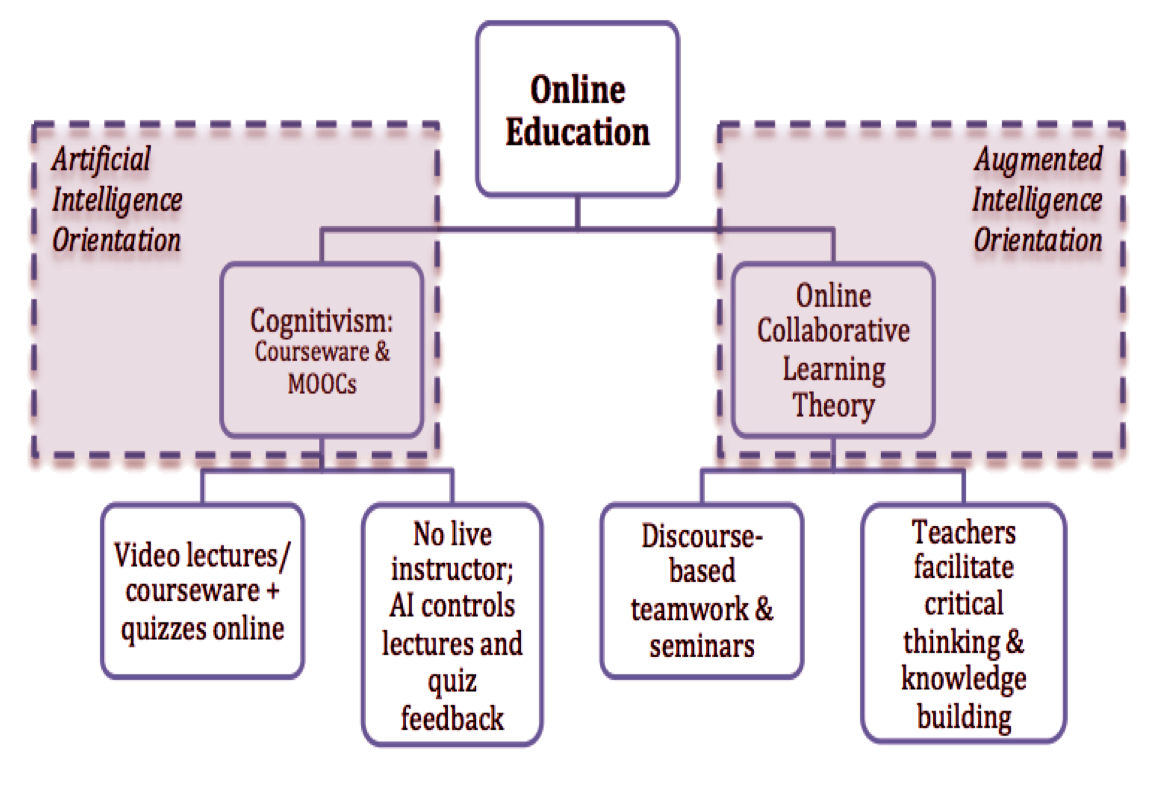 Online
Education
Artificial
Intelligence
Orientation
Augmented
Intelligence
Orientation
Cognitivism:
Courseware &
MOOCs
Online
Collaborative
Learning
Theory
Video lectures/
courseware +
quizzes online
No live
instructor;
AI controls
lectures and
quiz
feedback
Discourse-
based
teamwork &
seminars
Teachers
facilitate
critical
thinking &
knowledge
building